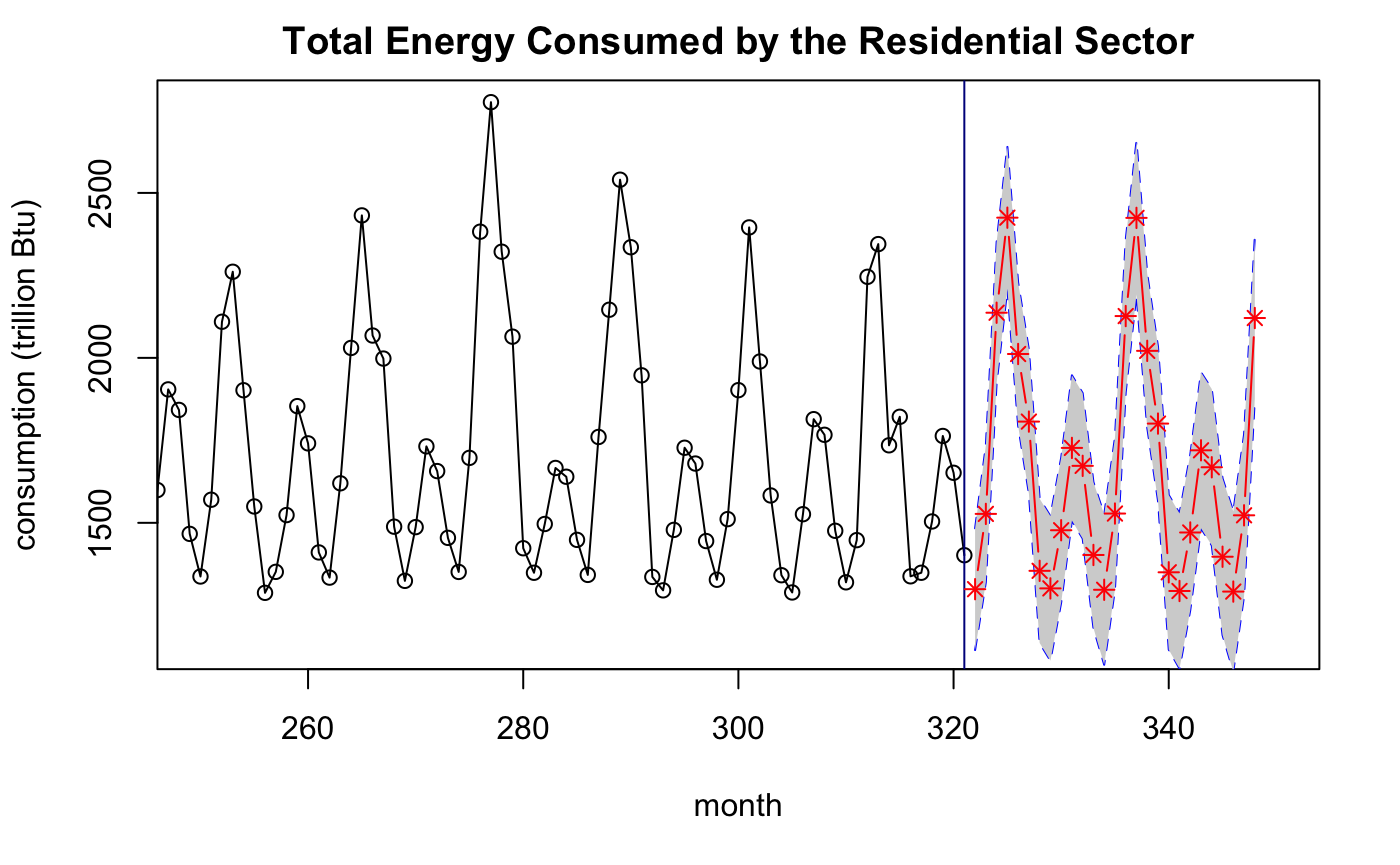 Total Energy Consumed by the Residential Sector
consumption (trillion Btu)
2500
2000
1500
260 280 300 320 340
month